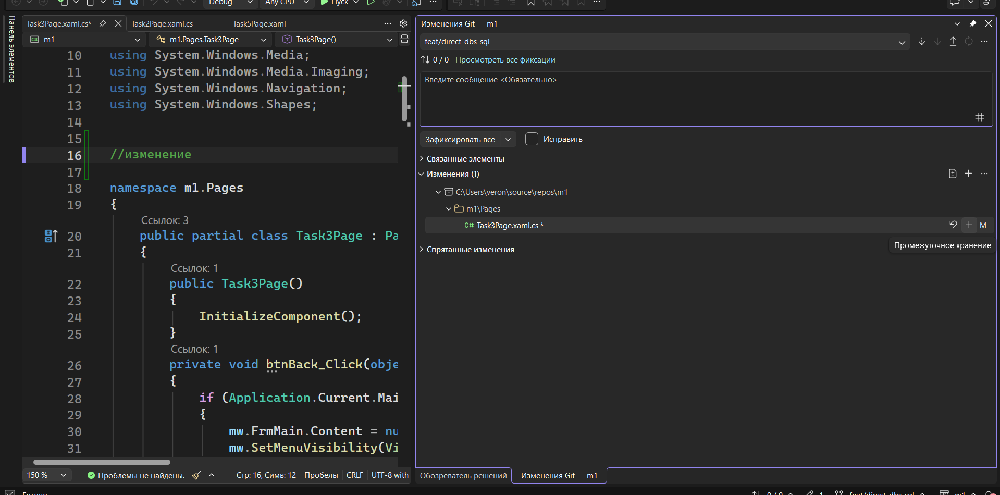 Debug
Any CPU
Пуск
Панель элементов
Task3Page.xaml.cs*
Task2Page.xaml.cs
Task5Page.xaml
m1
m1.Pages.Task3Page
Task3Page()
10 using System.Windows.Media;
11 using System.Windows.Media.Imaging;
12 using System.Windows.Navigation;
13 using System.Windows.Shapes;
14
15
16 //изменение
17
18 namespace m1.Pages
19 {
Ссылок: 3
20 public partial class Task3Page : Pa
21 {
Ссылок: 1
22 public Task3Page()
23 {
24 InitializeComponent();
25 }
Ссылок: 1
26 private void btnBack_Click(obje
27 {
28 if (Application.Current.Mai
29 {
30 mw.FrmMain.Content = nu
31 mw.SetMenuVisibility(Vi
150 %
Проблемы не найдены.
Стр: 16, Симв: 12
Пробелы
CRLF
UTF-8 with
Изменения Git — m1
feat/direct-dbs-sql
0 / 0 Просмотреть все фиксации
Введите сообщение <Обязательно>
Зафиксировать все
Исправить
Связанные элементы
Изменения (1)
C:\Users\veron\source\repos\m1
m1\Pages
C# Task3Page.xaml.cs *
M
Промежуточное хранение
Спрятанные изменения
Обозреватель решений
Изменения Git — m1
Готово
0 / 0
1
feat/direct-dbs-sql
m1